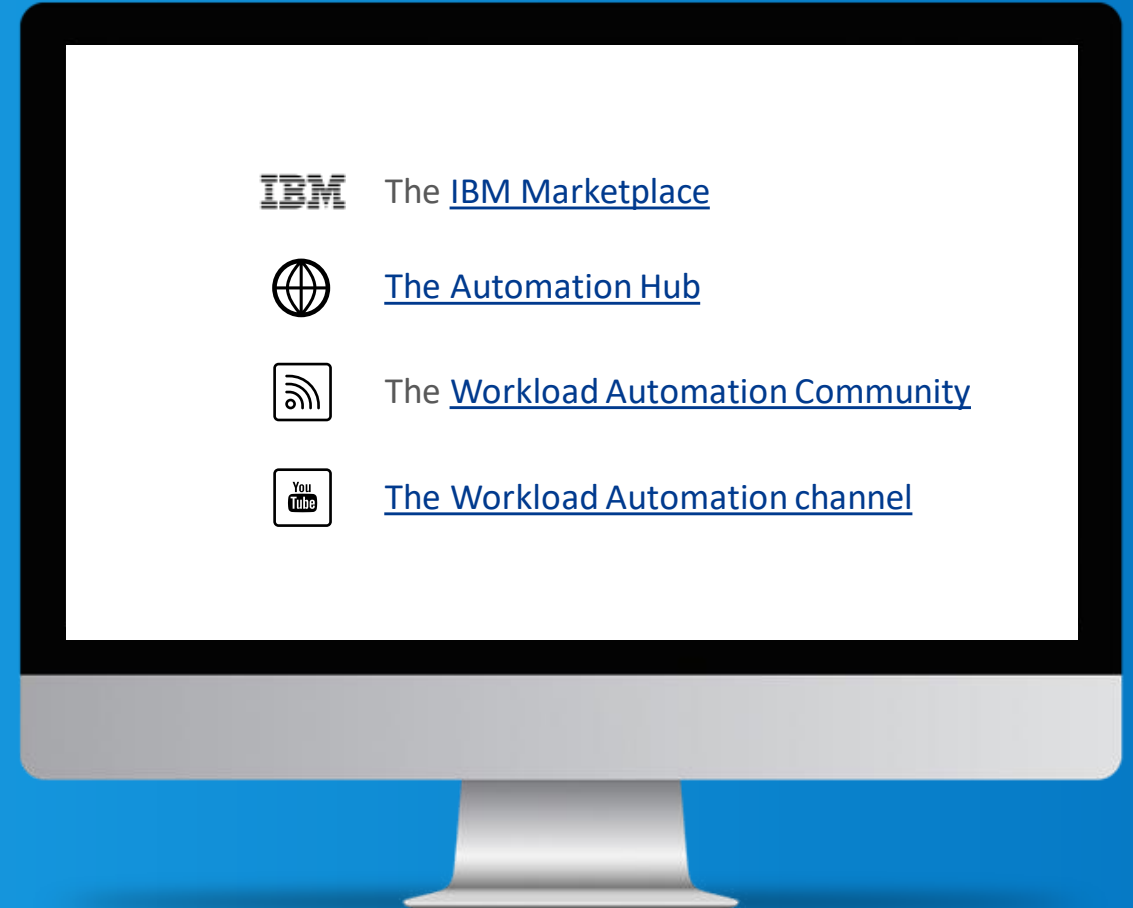 IBM The IBM Marketplace
The Automation Hub
The Workload Automation Community
You
Tube
The Workload Automation channel